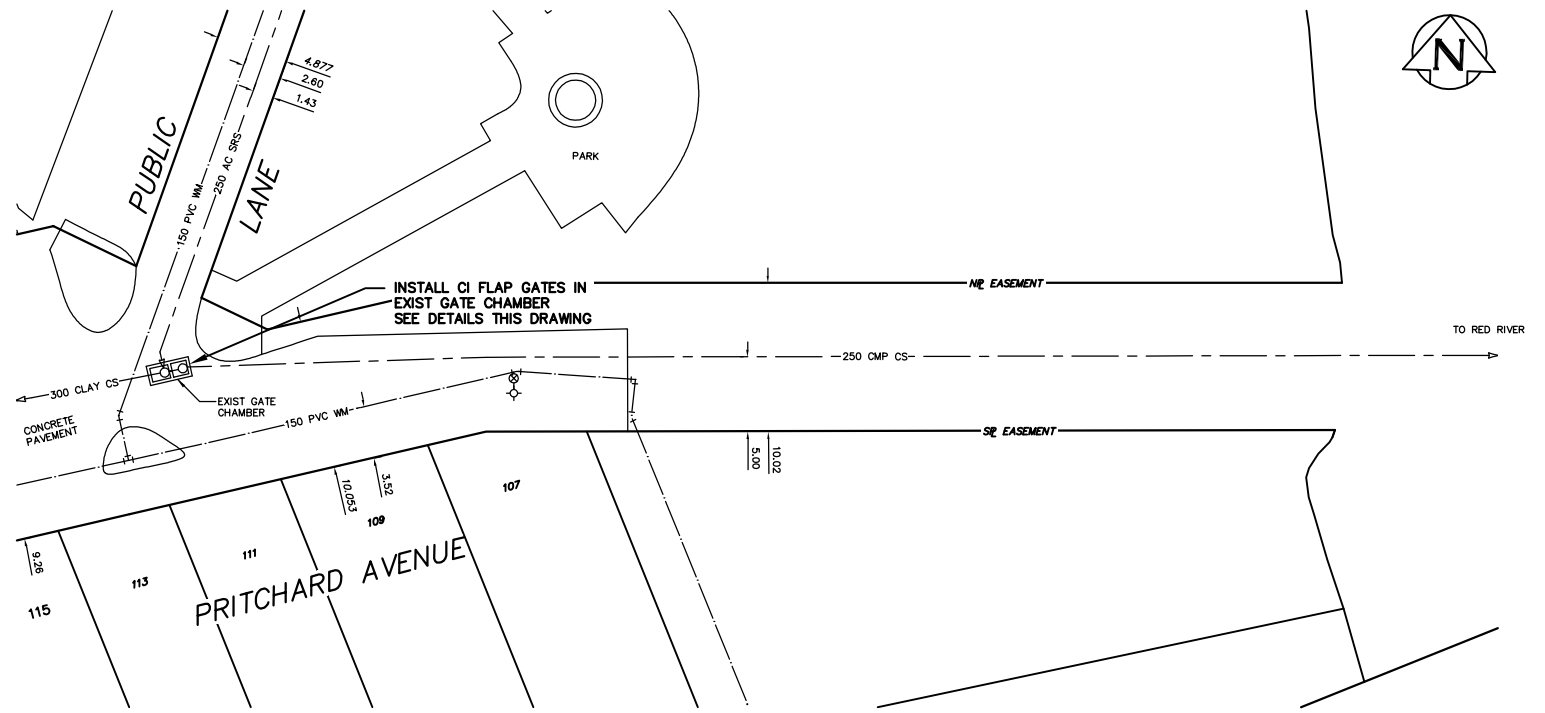 N
4.877
2.60
1.43
PUBLIC
LANE
150 PVC WM
250 AC SRS
PARK
INSTALL CI FLAP GATES IN
EXIST GATE CHAMBER
SEE DETAILS THIS DRAWING
N℄ EASEMENT
TO RED RIVER
250 CMP CS
300 CLAY CS
EXIST GATE
CHAMBER
CONCRETE
PAVEMENT
150 PVC WM
S℄ EASEMENT
5.00
10.02
10.053
3.52
9.26
107
109
111
113
115
PRITCHARD AVENUE